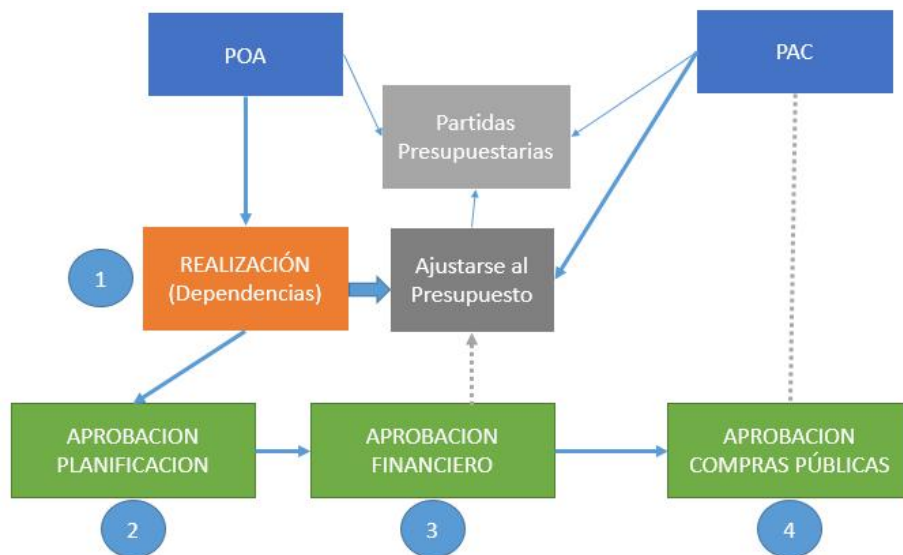 POA
PAC
Partidas
Presupuestarias
1
REALIZACIÓN
(Dependencias)
Ajustarse al
Presupuesto
APROBACION
PLANIFICACION
APROBACION
FINANCIERO
APROBACION
COMPRAS PÚBLICAS
2
3
4